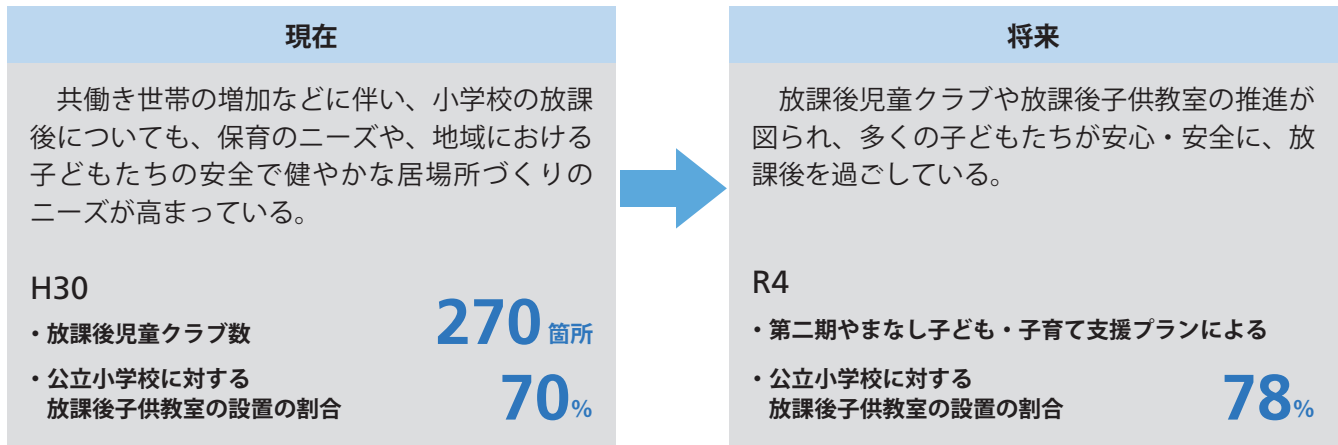 現在
共働き世帯の増加などに伴い、小学校の放課
後についても、保育のニーズや、地域における
子どもたちの安全で健やかな居場所づくりの
ニーズが高まっている。
H30
・放課後児童クラブ数 270箇所
・公立小学校に対する
放課後子供教室の設置の割合 70%
将来
放課後児童クラブや放課後子供教室の推進が
図られ、多くの子どもたちが安心・安全に、放
課後を過ごしている。
R4
・第二期やまなし子ども・子育て支援プランによる
・公立小学校に対する
放課後子供教室の設置の割合 78%